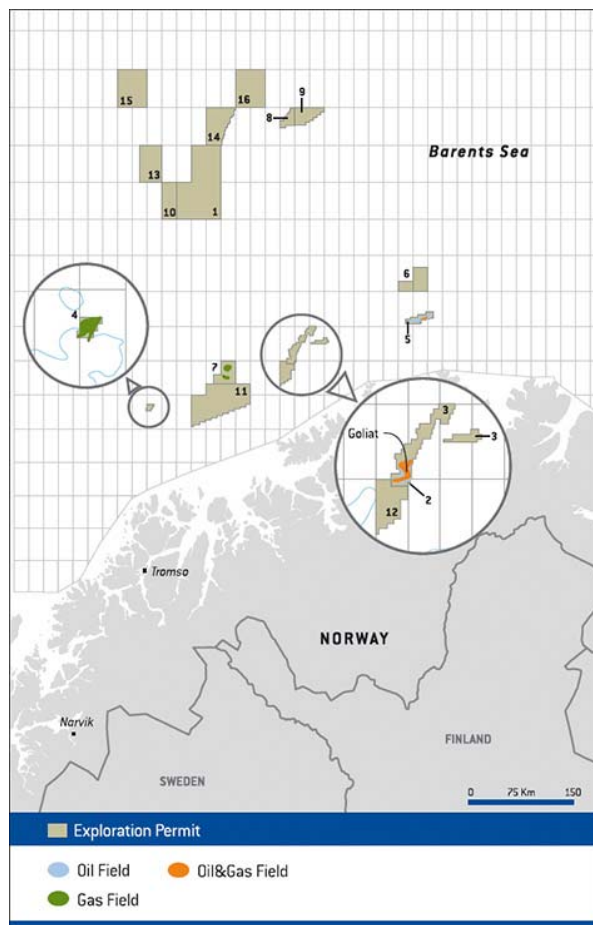 15
16
9
8
14
Barents Sea
13
10
1
6
4
5
7
11
3
Goliat
3
2
12
Tromsø
NORWAY
Narvik
FINLAND
SWEDEN
0 75 Km 150
Exploration Permit
Oil Field
Oil&Gas Field
Gas Field